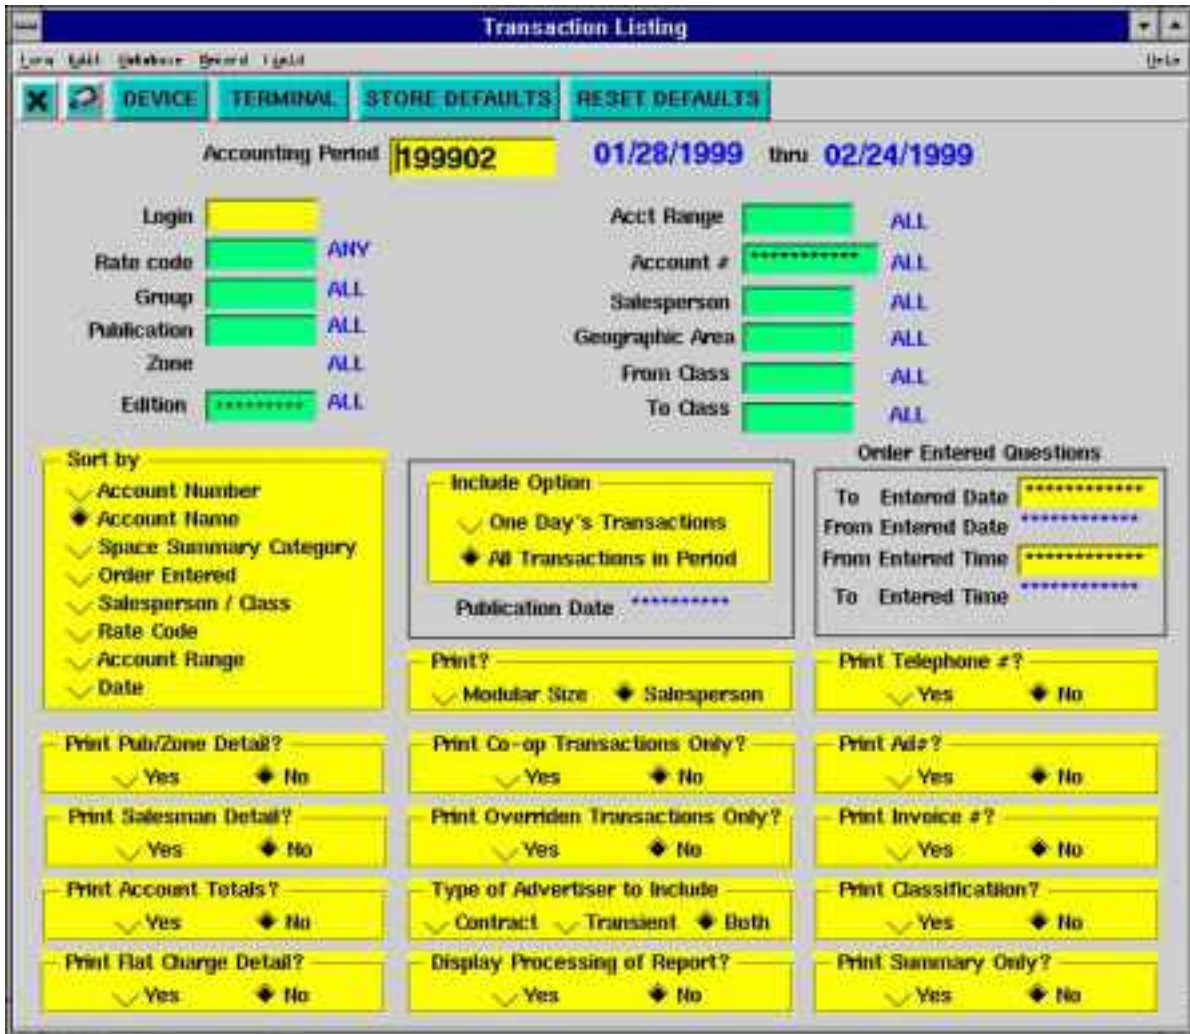 Transaction Listing
Form Edit Database Record Field Help
DEVICE TERMINAL STORE DEFAULTS RESET DEFAULTS
Accounting Period 199902 01/28/1999 thru 02/24/1999
Login
Acct Range ALL
Rate code ANY
Account # *********** ALL
Group ALL
Salesperson ALL
Publication ALL
Geographic Area ALL
Zone ALL
From Class ALL
Edition ********* ALL
To Class ALL
Sort by
Account Number
Account Name
Space Summary Category
Order Entered
Salesperson / Class
Rate Code
Account Range
Date
Include Option
One Day's Transactions
All Transactions in Period
Publication Date **********
Order Entered Questions
To Entered Date ************
From Entered Date ************
From Entered Time ************
To Entered Time ************
Print?
Modular Size Salesperson
Print Telephone #?
Yes No
Print Pub/Zone Detail?
Yes No
Print Co-op Transactions Only?
Yes No
Print Ad#?
Yes No
Print Salesman Detail?
Yes No
Print Overriden Transactions Only?
Yes No
Print Invoice #?
Yes No
Print Account Totals?
Yes No
Type of Advertiser to Include
Contract Transient Both
Print Classificatiion?
Yes No
Print Flat Charge Detail?
Yes No
Display Processing of Report?
Yes No
Print Summary Only?
Yes No